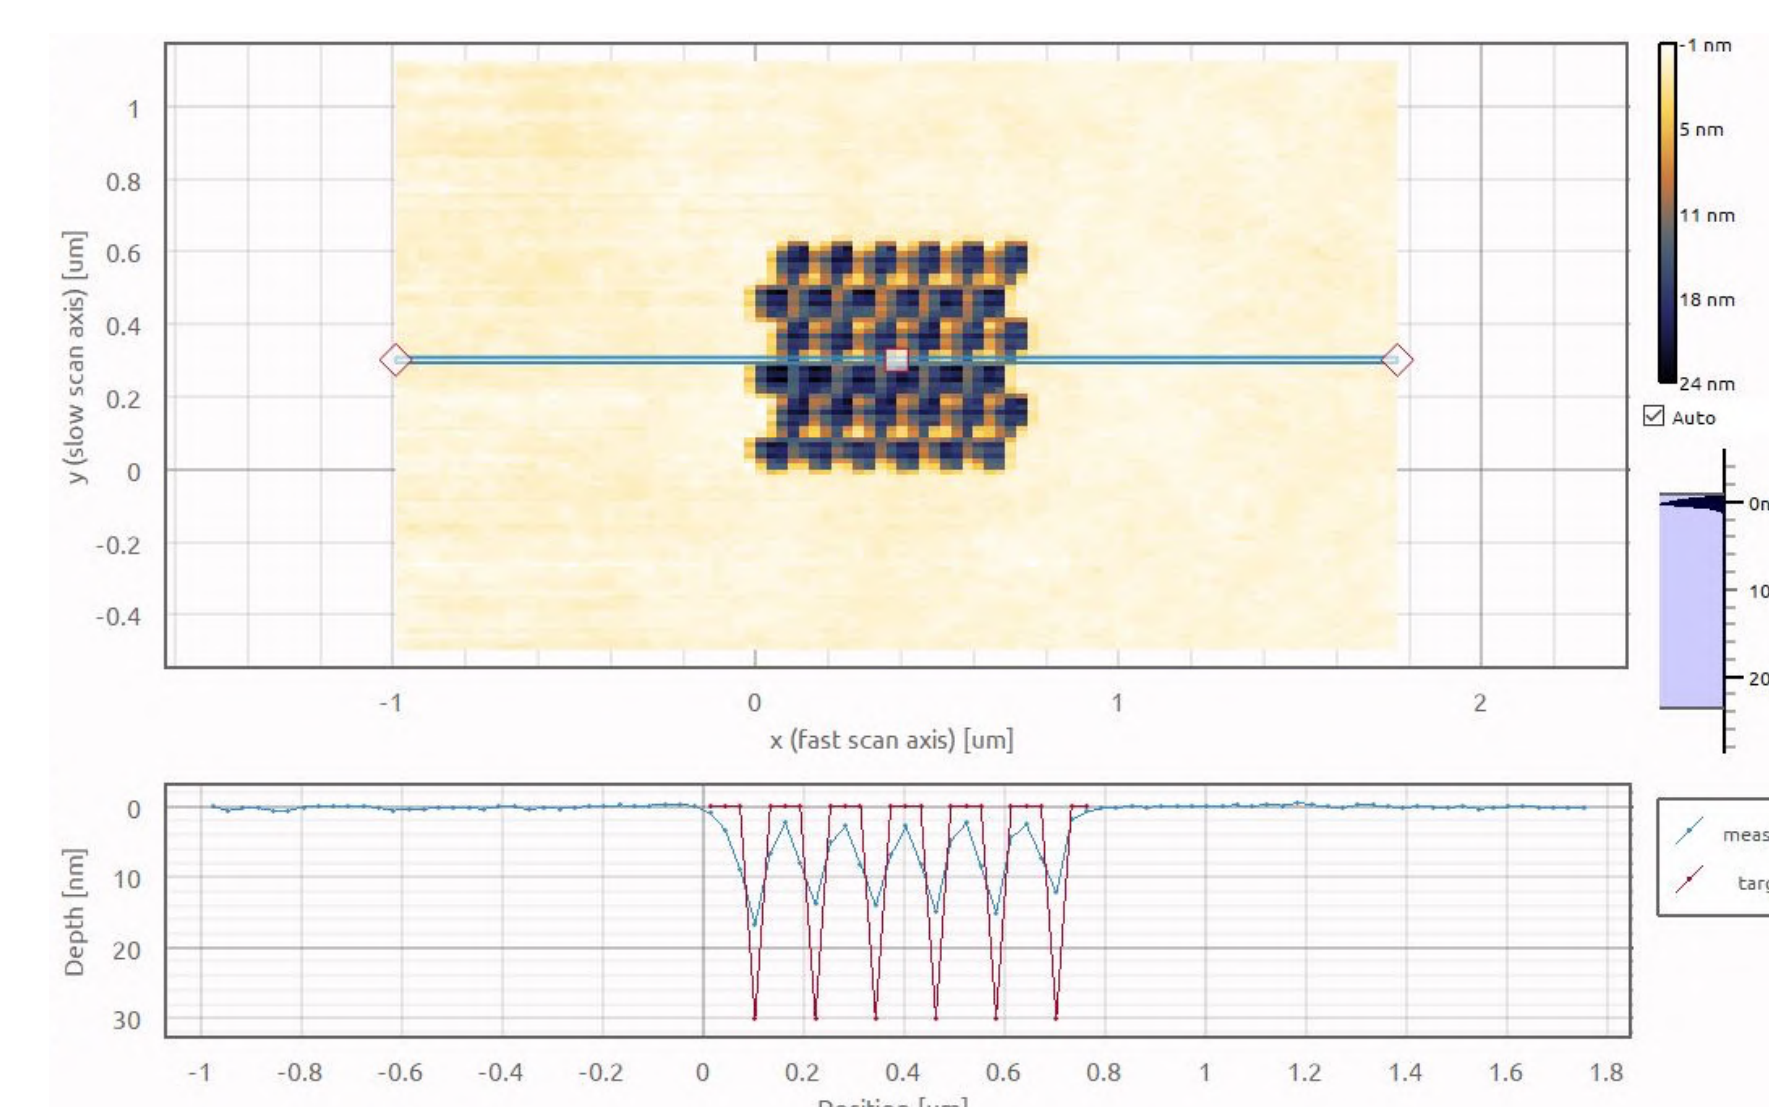 -1 nm
5 nm
11 nm
18 nm
24 nm
Auto
y (slow scan axis) [um]
1
0.8
0.6
0.4
0.2
0
-0.2
-0.4
-1 0 1 2
x (fast scan axis) [um]
10
20
Depth [nm]
0
10
20
30
meas
targ
-1 -0.8 -0.6 -0.4 -0.2 0 0.2 0.4 0.6 0.8 1 1.2 1.4 1.6 1.8
Position [um]